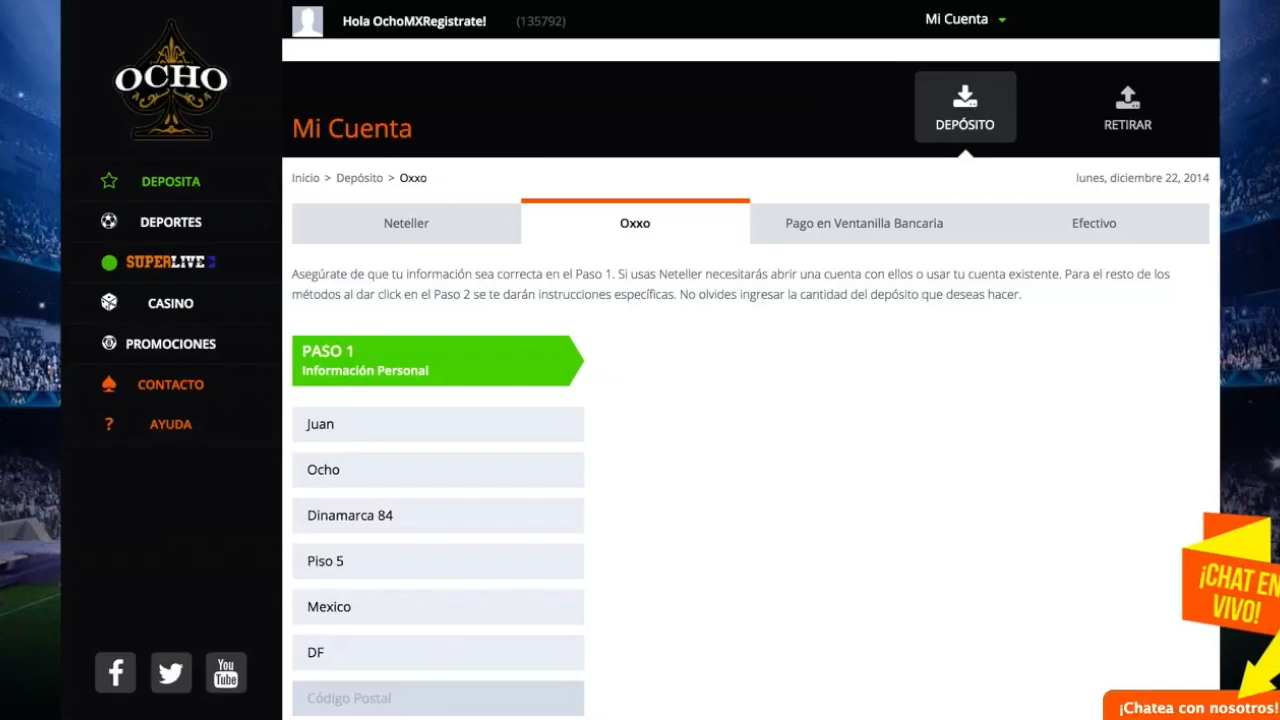 Hola OchoMXRegistrate! (135792)
Mi Cuenta
OCHO
DEPÓSITO
RETIRAR
Mi Cuenta
Inicio > Depósito > Oxxo
lunes, diciembre 22, 2014
DEPOSITA
DEPORTES
SUPERLIVE
CASINO
PROMOCIONES
CONTACTO
AYUDA
Neteller
Oxxo
Pago en Ventanilla Bancaria
Efectivo
Asegúrate de que tu información sea correcta en el Paso 1. Si usas Neteller necesitarás abrir una cuenta con ellos o usar tu cuenta existente. Para el resto de los
métodos al dar click en el Paso 2 se te darán instrucciones específicas. No olvides ingresar la cantidad del depósito que deseas hacer.
PASO 1
Información Personal
Juan
Ocho
Dinamarca 84
Piso 5
Mexico
DF
Código Postal
You
Tube
¡CHAT EN
VIVO!
¡Chatea con nosotros!